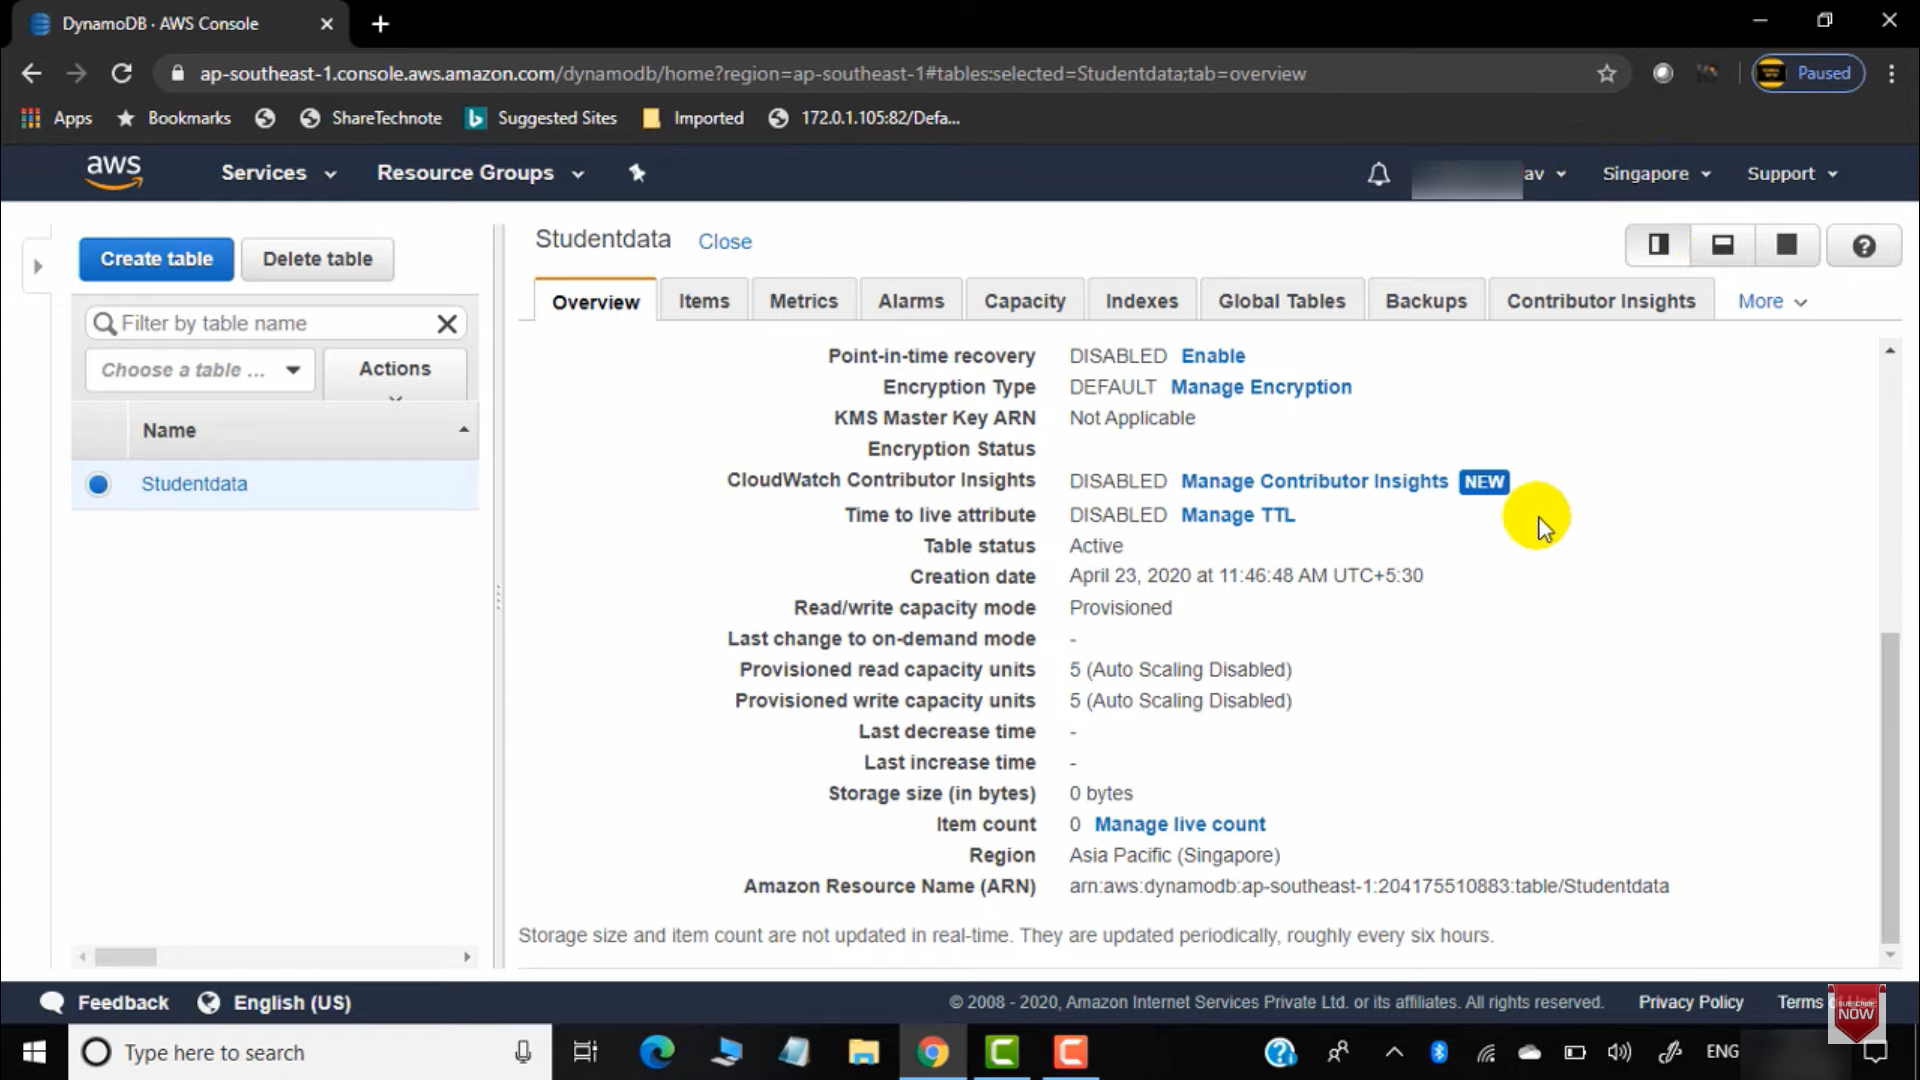 DynamoDB · AWS Console
ap-southeast-1.console.aws.amazon.com/dynamodb/home?region=ap-southeast-1#tables:selected=Studentdata;tab=overview
Paused
Apps
Bookmarks
ShareTechnote
Suggested Sites
Imported
172.0.1.105:82/Defa...
aws
Services
Resource Groups
av
Singapore
Support
Create table
Delete table
Studentdata
Close
Filter by table name
Choose a table ...
Actions
Name
Studentdata
Overview
Items
Metrics
Alarms
Capacity
Indexes
Global Tables
Backups
Contributor Insights
More
Point-in-time recovery DISABLED Enable
Encryption Type DEFAULT Manage Encryption
KMS Master Key ARN Not Applicable
Encryption Status
CloudWatch Contributor Insights DISABLED Manage Contributor Insights NEW
Time to live attribute DISABLED Manage TTL
Table status Active
Creation date April 23, 2020 at 11:46:48 AM UTC+5:30
Read/write capacity mode Provisioned
Last change to on-demand mode -
Provisioned read capacity units 5 (Auto Scaling Disabled)
Provisioned write capacity units 5 (Auto Scaling Disabled)
Last decrease time -
Last increase time -
Storage size (in bytes) 0 bytes
Item count 0 Manage live count
Region Asia Pacific (Singapore)
Amazon Resource Name (ARN) arn:aws:dynamodb:ap-southeast-1:204175510883:table/Studentdata
Storage size and item count are not updated in real-time. They are updated periodically, roughly every six hours.
Feedback
English (US)
© 2008 - 2020, Amazon Internet Services Private Ltd. or its affiliates. All rights reserved.
Privacy Policy
Terms
SUBSCRIBE
NOW
Type here to search
ENG